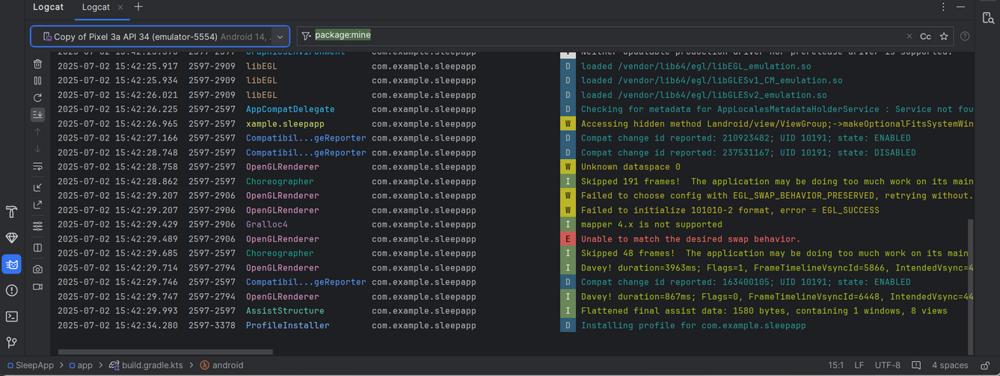 Logcat Logcat
Copy of Pixel 3a API 34 (emulator-5554) Android 14, . package:mine Cc
2025-07-02 15:42:25.575 2597-2597 GraphicsEnvironment com.example.sleepapp V Neither updatable production driver nor prerelease driver is supported.
2025-07-02 15:42:25.917 2597-2909 libEGL com.example.sleepapp D loaded /vendor/lib64/egl/libEGL_emulation.so
2025-07-02 15:42:25.934 2597-2909 libEGL com.example.sleepapp D loaded /vendor/lib64/egl/libGLESv1_CM_emulation.so
2025-07-02 15:42:26.021 2597-2909 libEGL com.example.sleepapp D loaded /vendor/lib64/egl/libGLESv2_emulation.so
2025-07-02 15:42:26.225 2597-2597 AppCompatDelegate com.example.sleepapp D Checking for metadata for AppLocalesMetadataHolderService : Service not fou
2025-07-02 15:42:26.965 2597-2597 xample.sleepapp com.example.sleepapp W Accessing hidden method Landroid/view/ViewGroup;->makeOptionalFitsSystemWin
2025-07-02 15:42:27.166 2597-2597 Compatibil...geReporter com.example.sleepapp D Compat change id reported: 210923482; UID 10191; state: ENABLED
2025-07-02 15:42:28.748 2597-2597 Compatibil...geReporter com.example.sleepapp D Compat change id reported: 237531167; UID 10191; state: DISABLED
2025-07-02 15:42:28.758 2597-2597 OpenGLRenderer com.example.sleepapp W Unknown dataspace 0
2025-07-02 15:42:28.862 2597-2597 Choreographer com.example.sleepapp I Skipped 191 frames! The application may be doing too much work on its main
2025-07-02 15:42:29.207 2597-2906 OpenGLRenderer com.example.sleepapp W Failed to choose config with EGL_SWAP_BEHAVIOR_PRESERVED, retrying without.
2025-07-02 15:42:29.207 2597-2906 OpenGLRenderer com.example.sleepapp W Failed to initialize 101010-2 format, error = EGL_SUCCESS
2025-07-02 15:42:29.429 2597-2906 Gralloc4 com.example.sleepapp I mapper 4.x is not supported
2025-07-02 15:42:29.489 2597-2906 OpenGLRenderer com.example.sleepapp E Unable to match the desired swap behavior.
2025-07-02 15:42:29.685 2597-2597 Choreographer com.example.sleepapp I Skipped 48 frames! The application may be doing too much work on its main
2025-07-02 15:42:29.714 2597-2794 OpenGLRenderer com.example.sleepapp I Davey! duration=3963ms; Flags=1, FrameTimelineVsyncId=5866, IntendedVsync=4
2025-07-02 15:42:29.746 2597-2597 Compatibil...geReporter com.example.sleepapp D Compat change id reported: 163400105; UID 10191; state: ENABLED
2025-07-02 15:42:29.747 2597-2794 OpenGLRenderer com.example.sleepapp I Davey! duration=867ms; Flags=0, FrameTimelineVsyncId=6448, IntendedVsync=44
2025-07-02 15:42:29.993 2597-2597 AssistStructure com.example.sleepapp I Flattened final assist data: 1580 bytes, containing 1 windows, 8 views
2025-07-02 15:42:34.280 2597-3378 ProfileInstaller com.example.sleepapp D Installing profile for com.example.sleepapp
SleepApp > app > build.gradle.kts > android 15:1 LF UTF-8 4 spaces